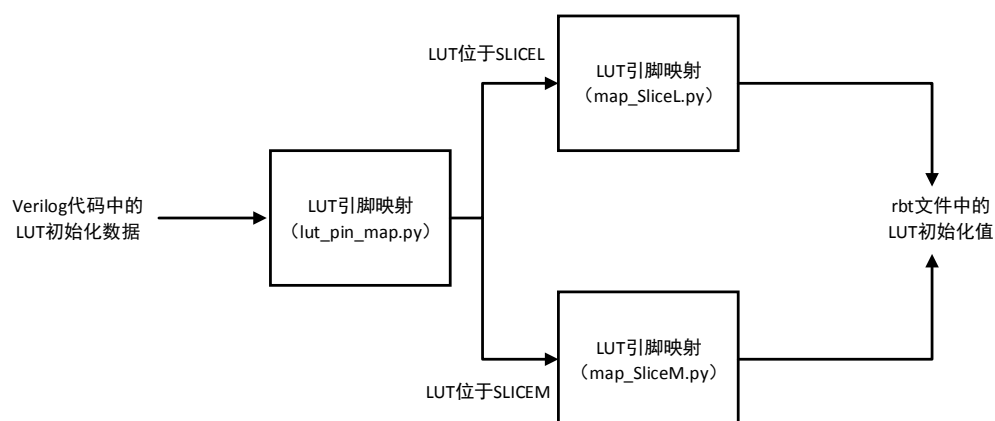 LUT位于SLICEL
LUT引脚映射
（map_SliceL.py）
Verilog代码中的
LUT初始化数据
LUT引脚映射
（lut_pin_map.py）
rbt文件中的
LUT初始化值
LUT引脚映射
（map_SliceM.py）
LUT位于SLICEM